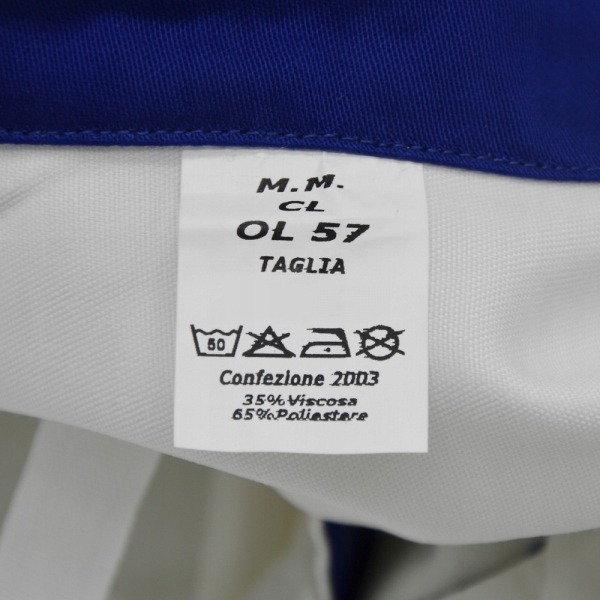 M.M.
CL
OL 57
TAGLIA
60
Confezione 2003
35%Viscosa
65%Poliestere